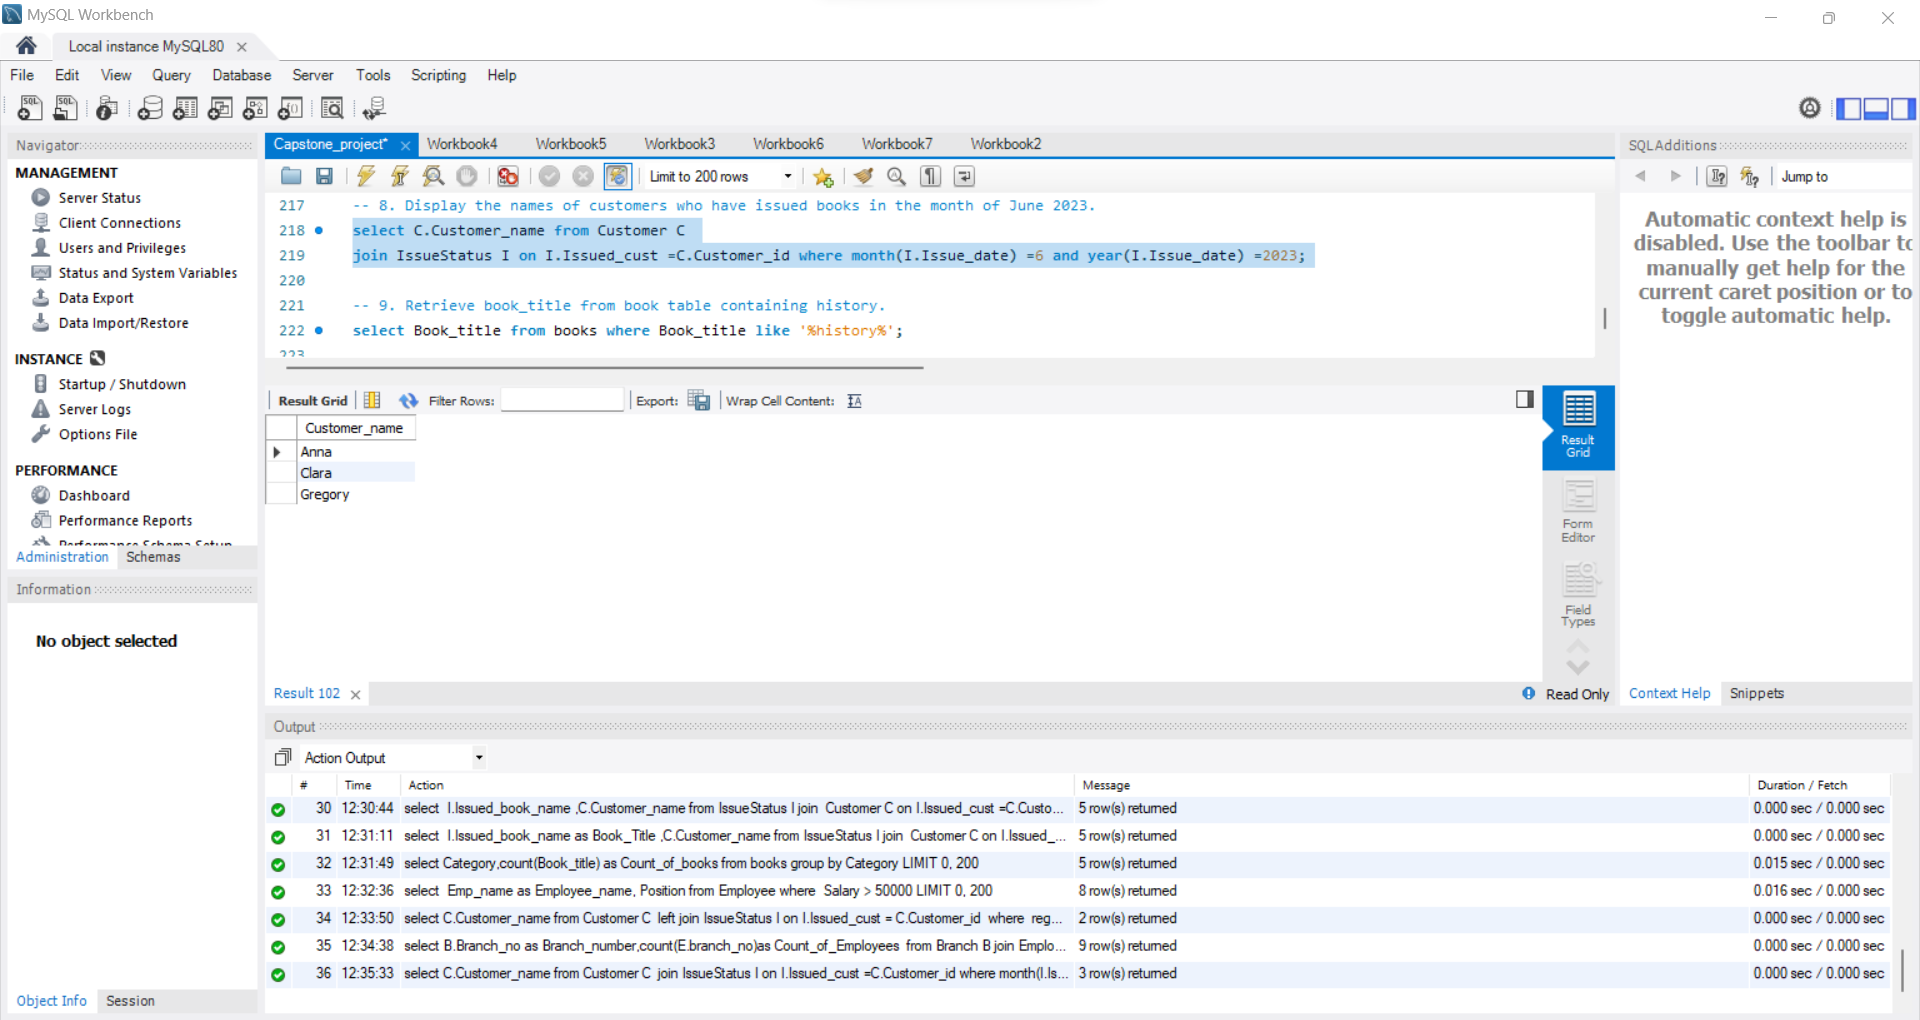 MySQL Workbench
Local instance MySQL80
File Edit View Query Database Server Tools Scripting Help
Navigator
MANAGEMENT
Server Status
Client Connections
Users and Privileges
Status and System Variables
Data Export
Data Import/Restore
INSTANCE
Startup / Shutdown
Server Logs
Options File
PERFORMANCE
Dashboard
Performance Reports
Performance Schema Setup
Administration Schemas
Information
No object selected
Object Info Session
Capstone_project* Workbook4 Workbook5 Workbook3 Workbook6 Workbook7 Workbook2
Limit to 200 rows
217 -- 8. Display the names of customers who have issued books in the month of June 2023.
218 select C.Customer_name from Customer C
219 join IssueStatus I on I.Issued_cust =C.Customer_id where month(I.Issue_date) =6 and year(I.Issue_date) =2023;
220
221 -- 9. Retrieve book_title from book table containing history.
222 select Book_title from books where Book_title like '%history%';
223
Result Grid Filter Rows: Export: Wrap Cell Content:
Customer_name
Anna
Clara
Gregory
Result Grid
Form Editor
Field Types
Result 102 Read Only
SQLAdditions
Jump to
Automatic context help is
disabled. Use the toolbar to
manually get help for the
current caret position or to
toggle automatic help.
Context Help Snippets
Output
Action Output
# Time Action Message Duration / Fetch
30 12:30:44 select I.Issued_book_name ,C.Customer_name from IssueStatus I join Customer C on I.Issued_cust =C.Custo... 5 row(s) returned 0.000 sec / 0.000 sec
31 12:31:11 select I.Issued_book_name as Book_Title ,C.Customer_name from IssueStatus I join Customer C on I.Issued_... 5 row(s) returned 0.000 sec / 0.000 sec
32 12:31:49 select Category,count(Book_title) as Count_of_books from books group by Category LIMIT 0, 200 5 row(s) returned 0.015 sec / 0.000 sec
33 12:32:36 select Emp_name as Employee_name, Position from Employee where Salary > 50000 LIMIT 0, 200 8 row(s) returned 0.016 sec / 0.000 sec
34 12:33:50 select C.Customer_name from Customer C left join IssueStatus I on I.Issued_cust = C.Customer_id where reg... 2 row(s) returned 0.000 sec / 0.000 sec
35 12:34:38 select B.Branch_no as Branch_number,count(E.branch_no)as Count_of_Employees from Branch B join Emplo... 9 row(s) returned 0.000 sec / 0.000 sec
36 12:35:33 select C.Customer_name from Customer C join IssueStatus I on I.Issued_cust =C.Customer_id where month(I.Is... 3 row(s) returned 0.000 sec / 0.000 sec